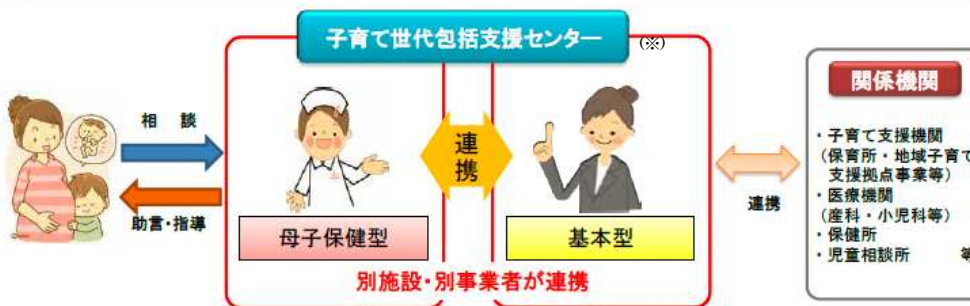 子育て世代包括支援センター
(※)
相 談
助言・指導
連携
母子保健型
基本型
別施設・別事業者が連携
連携
関係機関
・子育て支援機関
(保育所・地域子育て
支援拠点事業等)
・医療機関
(産科・小児科等)
・保健所
・児童相談所 等